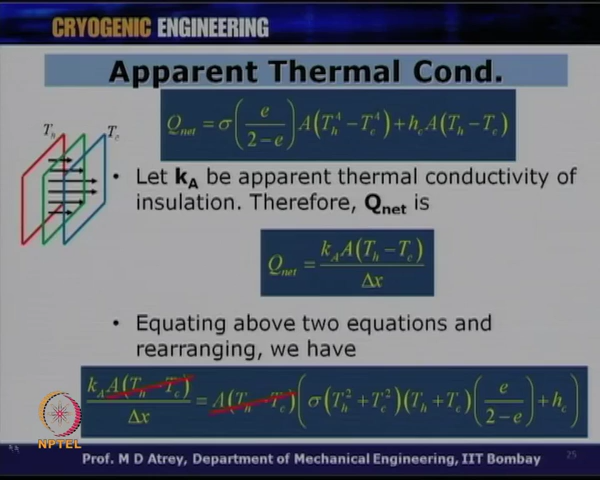 CRYOGENIC ENGINEERING
Apparent Thermal Cond.
T_h T_c
Q_net = σ(e/(2−e))A(T_h^4 − T_c^4) + h_c A(T_h − T_c)
• Let k_A be apparent thermal conductivity of
insulation. Therefore, Q_net is
Q_net = k_A A(T_h − T_c)/Δx
• Equating above two equations and
rearranging, we have
k_A A(T_h − T_c)/Δx = A(T_h − T_c)(σ(T_h^2 + T_c^2)(T_h + T_c)(e/(2−e)) + h_c)
NPTEL
Prof. M D Atrey, Department of Mechanical Engineering, IIT Bombay
25